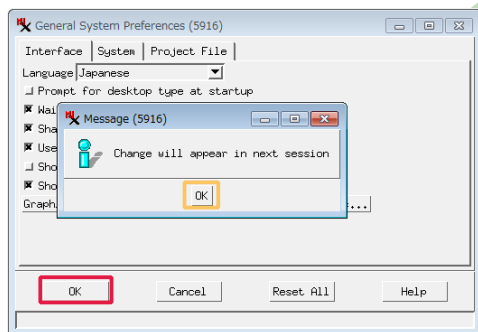 General System Preferences (5916)
Interface System Project File
Language Japanese
Prompt for desktop type at startup
Wai
Message (5916)
Sha
Use
Change will appear in next session
Sho
Sho
OK
Graph. ...
OK Cancel Reset All Help